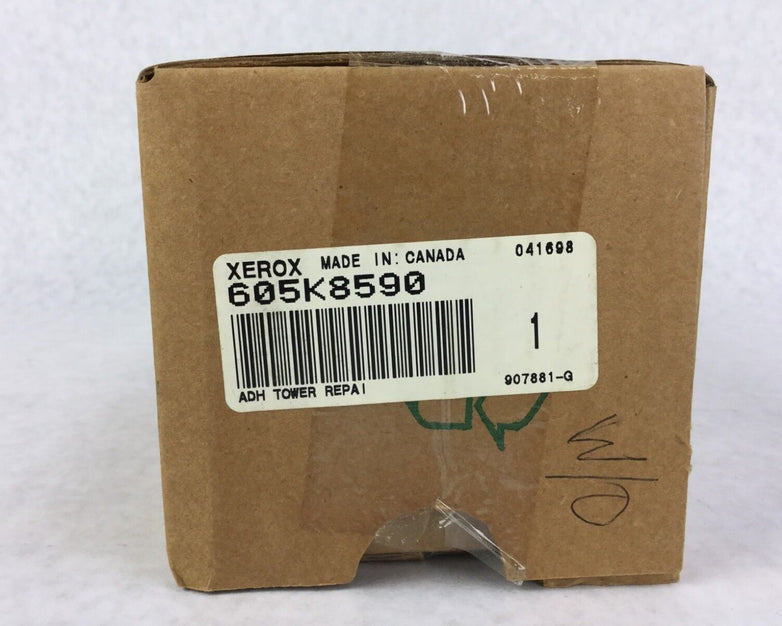 XEROX MADE IN: CANADA 041698
605K8590
1
ADH TOWER REPAI 907881-G
W/O